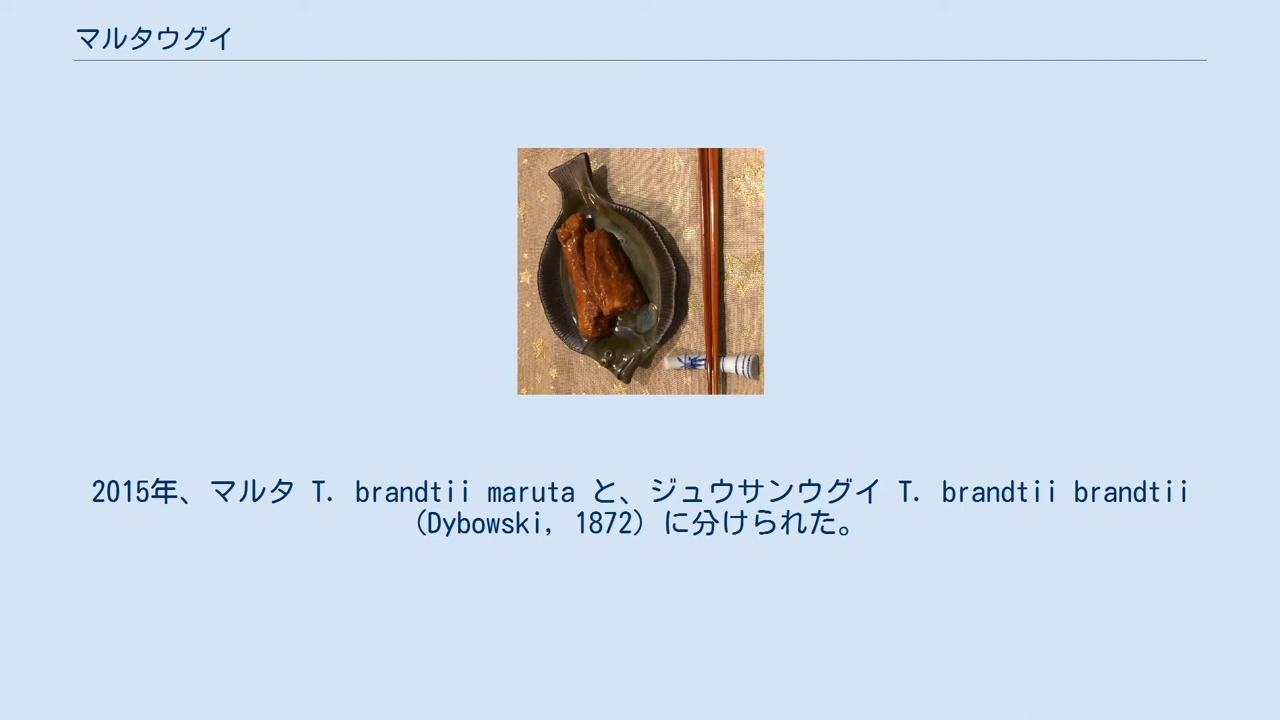 マルタウグイ
2015年、マルタ T. brandtii maruta と、ジュウサンウグイ T. brandtii brandtii
(Dybowski, 1872) に分けられた。